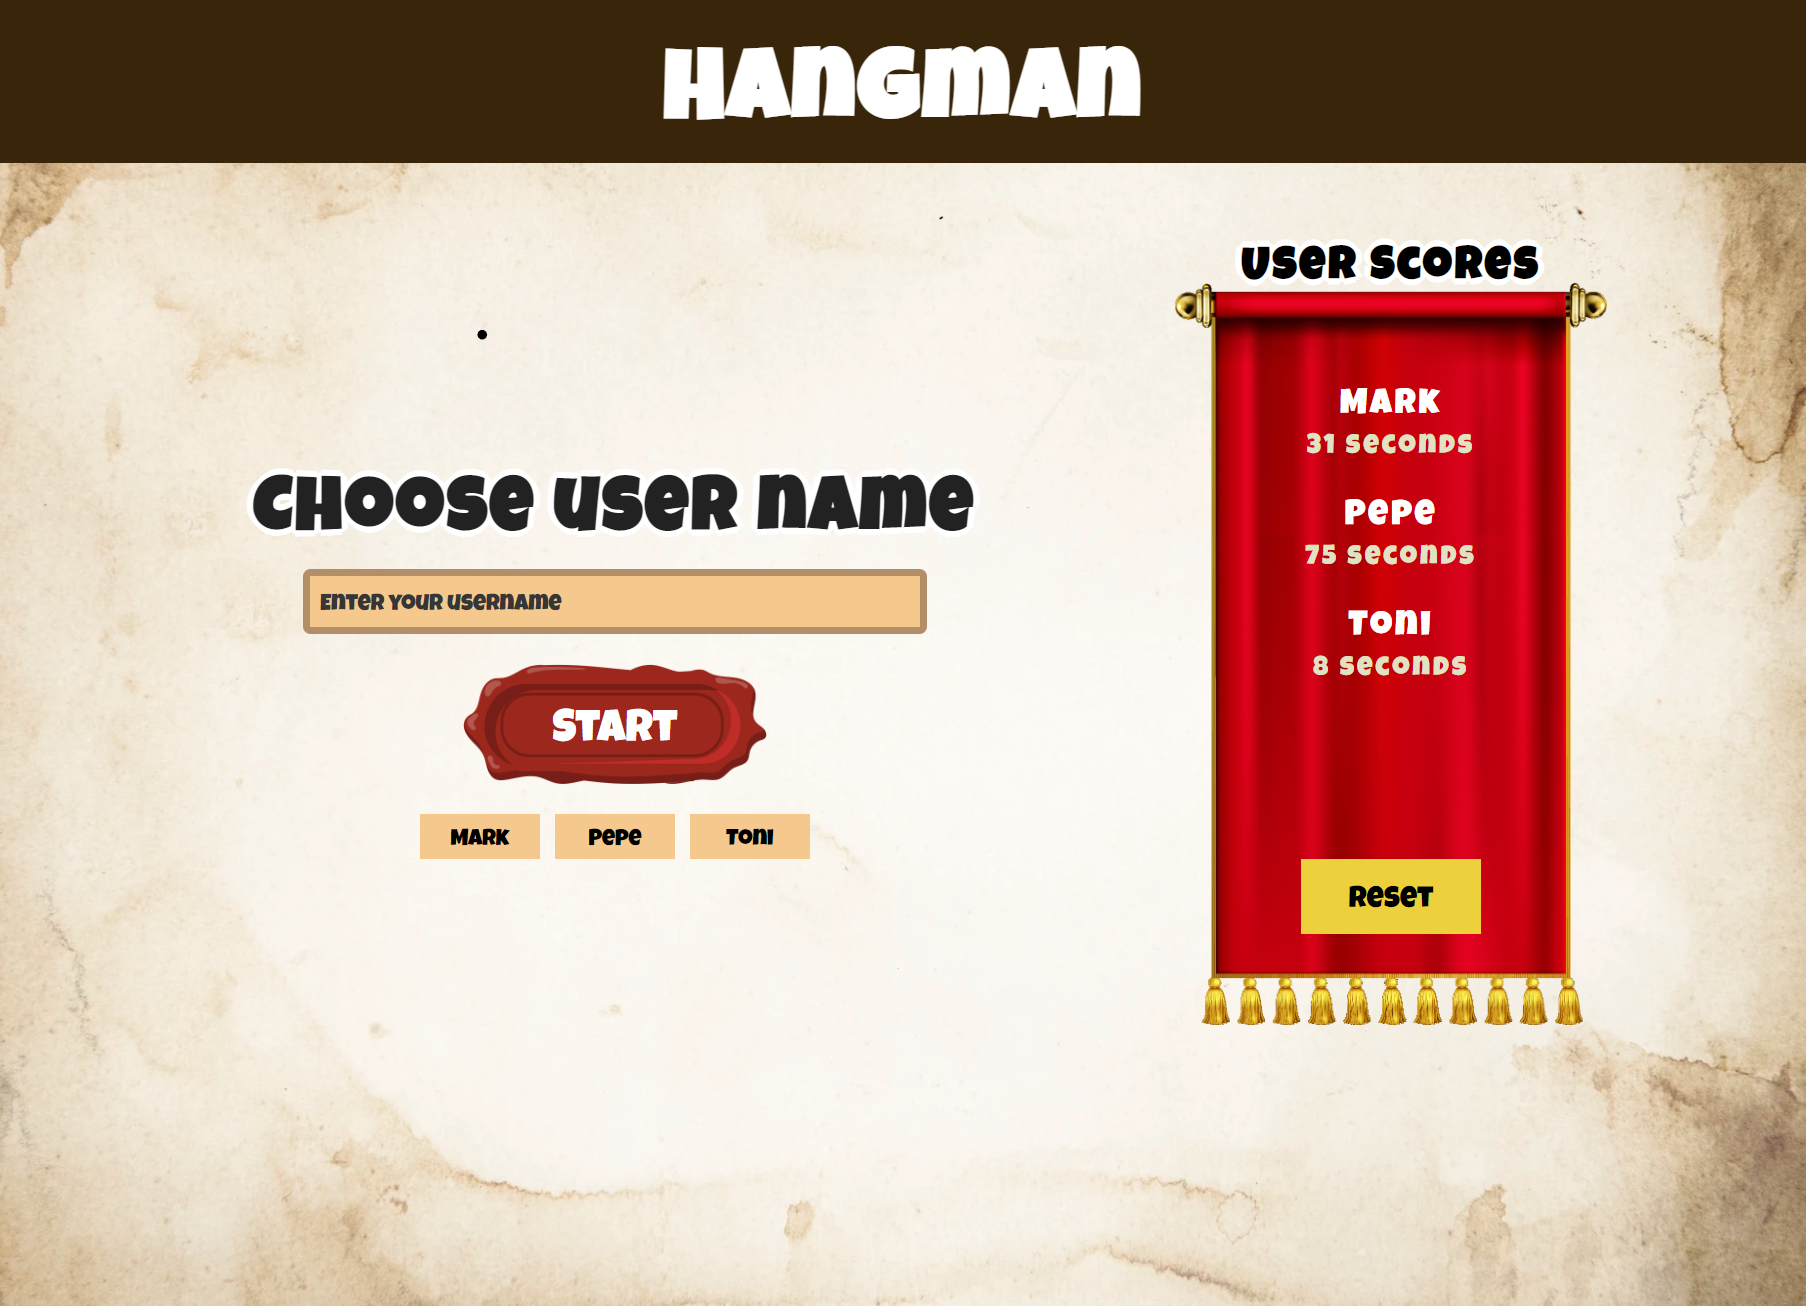 HANGMAN
CHOOSE USER NAME
Enter your username
START
MARK
PEPE
TONI
USER SCORES
MARK
31 seconds
PEPE
75 seconds
TONI
8 seconds
Reset